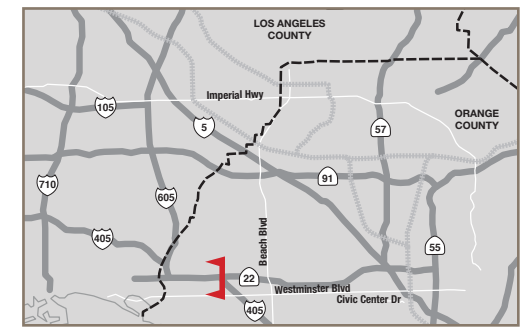 LOS ANGELES
COUNTY
Imperial Hwy
105
5
57
ORANGE
COUNTY
710
605
91
405
Beach Blvd
55
22
Westminster Blvd
Civic Center Dr
405